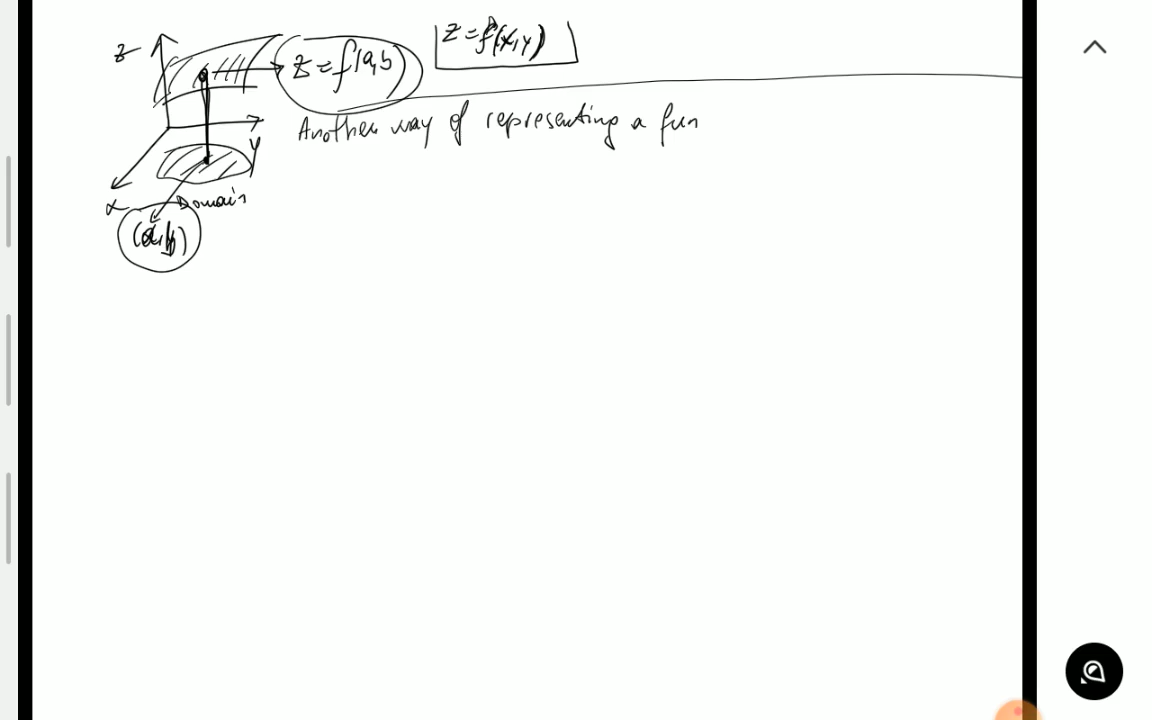 z
z = f(a,b)
z = f(x,y)
Another way of representing a fun
y
x
Domain
(a,b)